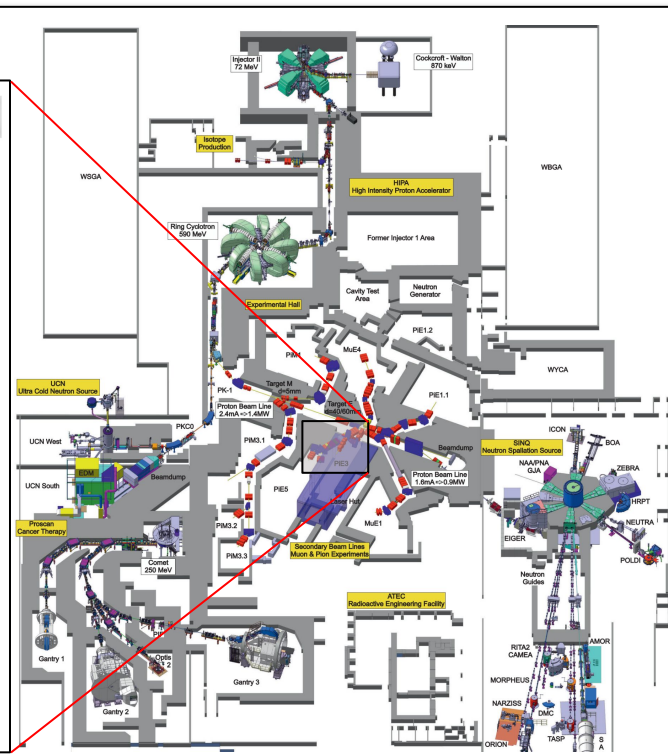 Injector II
72 MeV
Cockcroft - Walton
870 keV
Isotope
Production
WSGA
WBGA
HIPA
High Intensity Proton Accelerator
Ring Cyclotron
590 MeV
Former Injector 1 Area
Cavity Test
Area
Neutron
Generator
Experimental Hall
PIE1.2
PiM1
MuE4
WYCA
UCN
Ultra Cold Neutron Source
PK-1
Target M
d=5mm
Target E
d=40/60mm
PIE1.1
Proton Beam Line
2.4mA =>1.4MW
PKC0
UCN West
PIM3.1
ICON
BOA
SINQ
Neutron Spallation Source
NAA/PNA
GJA
ZEBRA
HRPT
NEUTRA
POLDI
EIGER
Beamdump
Proton Beam Line
1.6mA =>0.9MW
EDM
UCN South
Beamdump
PIE3
PIE5
Laser Hut
MuE1
Proscan
Cancer Therapy
PIM3.2
PIM3.3
Secondary Beam Lines
Muon & Pion Experiments
Comet
250 MeV
Neutron
Guides
ATEC
Radioactive Engineering Facility
Gantry 1
Gantry 2
Gantry 3
RITA2
CAMEA
AMOR
MORPHEUS
NARZISS
DMC
ORION
TASP